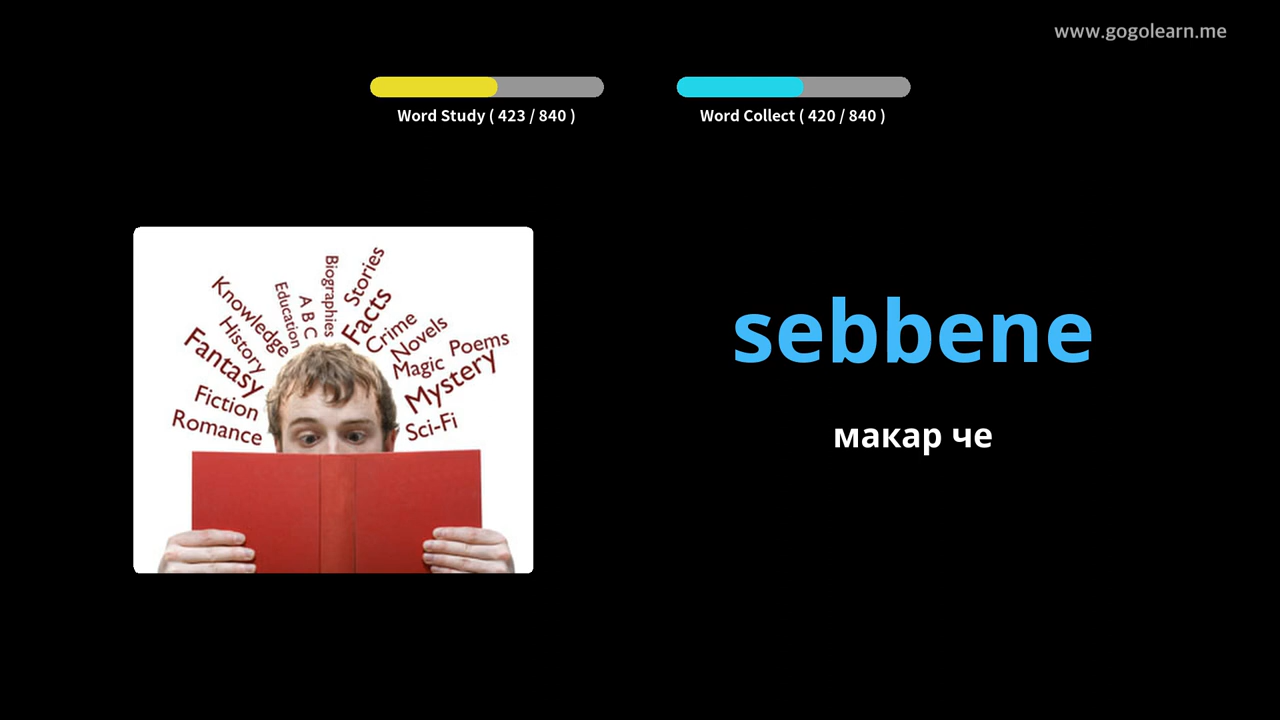 www.gogolearn.me
Word Study ( 423 / 840 )
Word Collect ( 420 / 840 )
Biographies
Stories
Education
A B C
Facts
Knowledge
Crime
History
Novels
Fantasy
Magic
Poems
Mystery
Fiction
Romance
Sci-Fi
sebbene
макар че